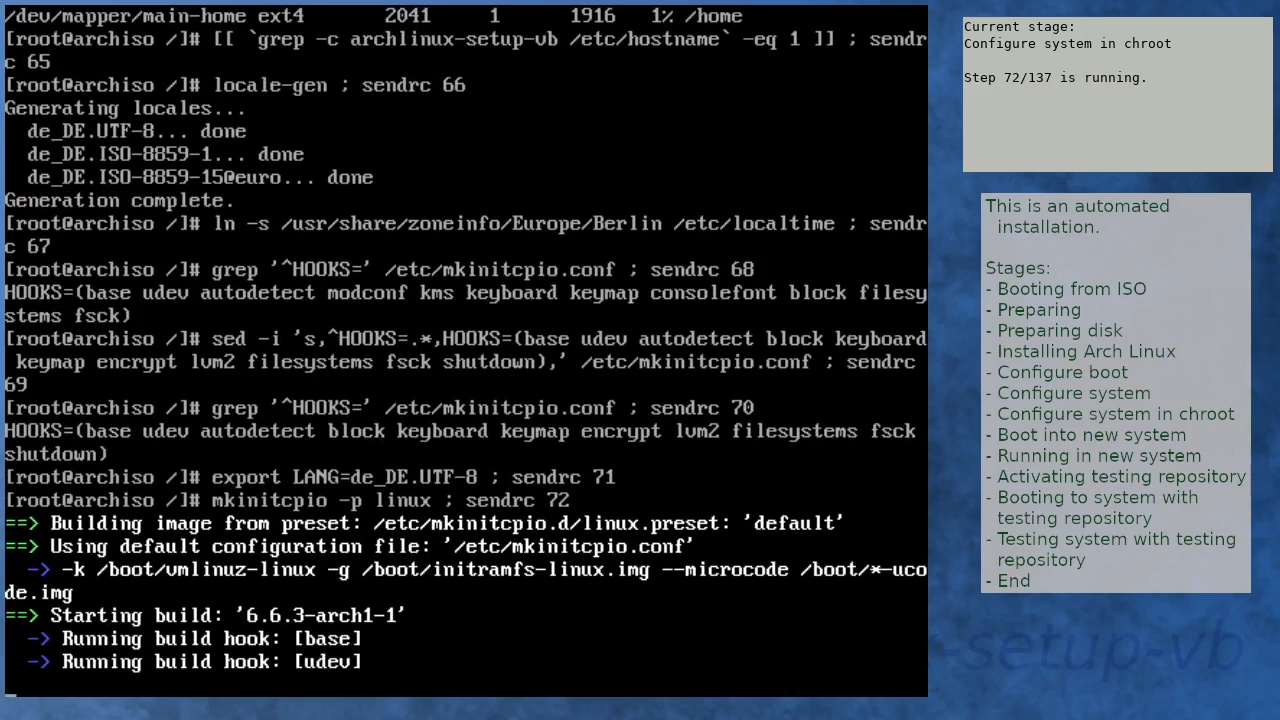 /dev/mapper/main-home ext4       2041     1      1916   1% /home
[root@archiso /]# [[ `grep -c archlinux-setup-vb /etc/hostname` -eq 1 ]] ; sendr
c 65
[root@archiso /]# locale-gen ; sendrc 66
Generating locales...
  de_DE.UTF-8... done
  de_DE.ISO-8859-1... done
  de_DE.ISO-8859-15@euro... done
Generation complete.
[root@archiso /]# ln -s /usr/share/zoneinfo/Europe/Berlin /etc/localtime ; sendr
c 67
[root@archiso /]# grep '^HOOKS=' /etc/mkinitcpio.conf ; sendrc 68
HOOKS=(base udev autodetect modconf kms keyboard keymap consolefont block filesy
stems fsck)
[root@archiso /]# sed -i 's,^HOOKS=.*,HOOKS=(base udev autodetect block keyboard
 keymap encrypt lvm2 filesystems fsck shutdown),' /etc/mkinitcpio.conf ; sendrc
69
[root@archiso /]# grep '^HOOKS=' /etc/mkinitcpio.conf ; sendrc 70
HOOKS=(base udev autodetect block keyboard keymap encrypt lvm2 filesystems fsck
shutdown)
[root@archiso /]# export LANG=de_DE.UTF-8 ; sendrc 71
[root@archiso /]# mkinitcpio -p linux ; sendrc 72
==> Building image from preset: /etc/mkinitcpio.d/linux.preset: 'default'
==> Using default configuration file: '/etc/mkinitcpio.conf'
  -> -k /boot/vmlinuz-linux -g /boot/initramfs-linux.img --microcode /boot/*-uco
de.img
==> Starting build: '6.6.3-arch1-1'
  -> Running build hook: [base]
  -> Running build hook: [udev]
Current stage:
Configure system in chroot
Step 72/137 is running.
This is an automated
installation.
Stages:
- Booting from ISO
- Preparing
- Preparing disk
- Installing Arch Linux
- Configure boot
- Configure system
- Configure system in chroot
- Boot into new system
- Running in new system
- Activating testing repository
- Booting to system with
testing repository
- Testing system with testing
repository
- End
-setup-vb